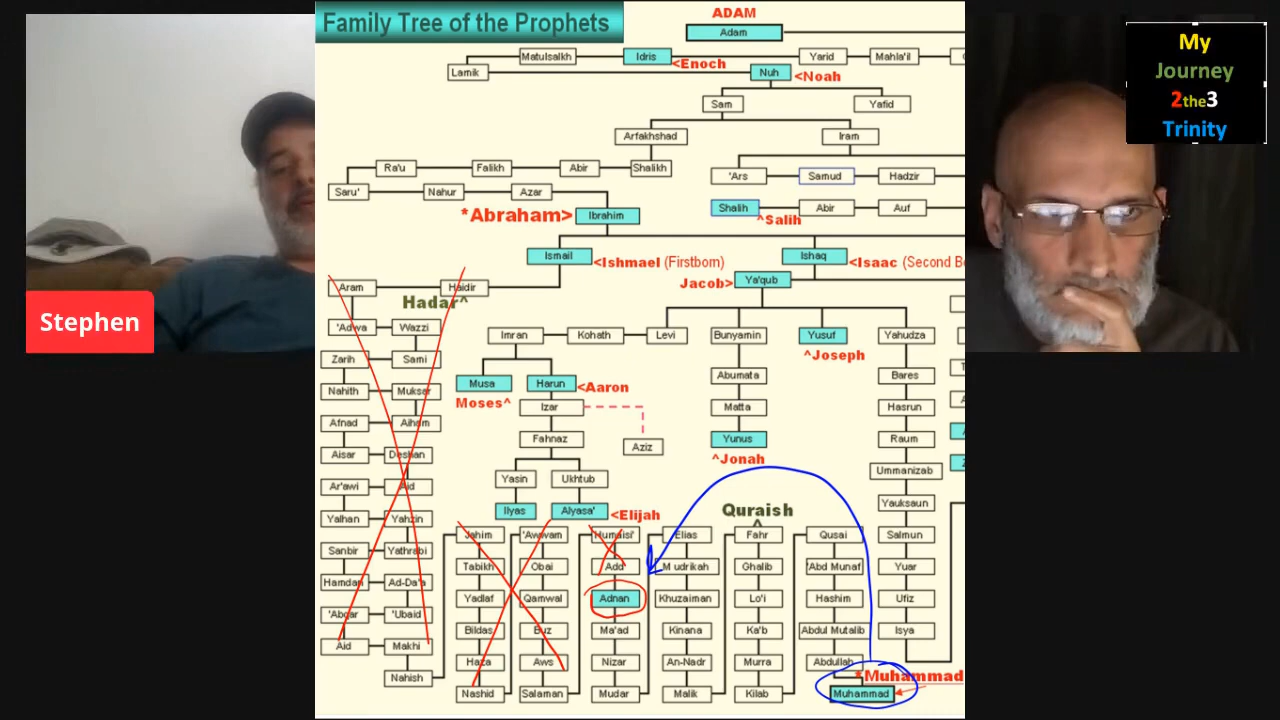 Family Tree of the Prophets
ADAM
Adam
Matulsalkh
Idris
<Enoch
Yarid
Mahla'il
Lamik
Nuh
<Noah
Sam
Yafid
Arfakhshad
Iram
Ra'u
Falikh
Abir
Shalikh
'Ars
Samud
Hadzir
Saru'
Nahur
Azar
*Abraham>
Ibrahim
Shalih
^Salih
Abir
Auf
Ismail
<Ishmael (Firstborn)
Ishaq
<Isaac (Second B
Jacob>
Ya'qub
Aram
Haidir
Hadar^
'Adwa
Wazzi
Imran
Kohath
Levi
Bunyamin
Yusuf
^Joseph
Yahudza
Zarih
Sami
Musa
Moses^
Harun
<Aaron
Abumata
Bares
Nahith
Muksar
Izar
Matta
Hasrun
Afnad
Aiham
Fahnaz
Aziz
Yunus
^Jonah
Raum
Aisar
Deshan
Yasin
Ukhtub
Ummanizab
Ar'awi
Aid
Ilyas
Alyasa'
<Elijah
Quraish
^
Yauksaun
Yalhan
Yahzin
Jahim
'Awwam
Humaisi'
Elias
Fahr
Qusai
Salmun
Sanbir
Yathrabi
Tabikh
Obai
Add
Mudrikah
Ghalib
'Abd Munaf
Yuar
Hamdan
Ad-Da'a
Yadlaf
Qamwal
Adnan
Khuzaiman
Lo'i
Hashim
Ufiz
'Abqar
'Ubaid
Bildas
Buz
Ma'ad
Kinana
Ka'b
Abdul Mutalib
Isya
Aid
Makhi
Haza
Aws
Nizar
An-Nadr
Murra
Abdullah
Nahish
*Muhammad
Nashid
Salaman
Mudar
Malik
Kilab
Muhammad
Stephen
My
Journey
2the3
Trinity